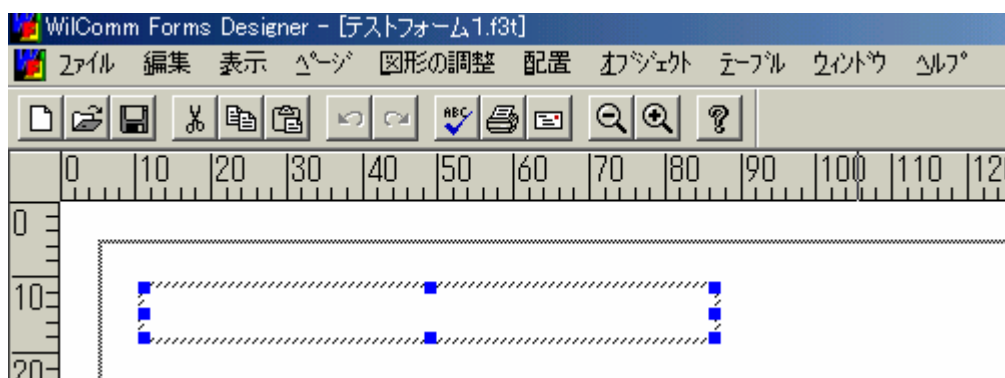 WilComm Forms Designer - [テストフォーム1.f3t]
ﾌｧｲﾙ 編集 表示 ﾍﾟｰｼﾞ 図形の調整 配置 ｵﾌﾞｼﾞｪｸﾄ ﾃｰﾌﾞﾙ ｳｨﾝﾄﾞｳ ﾍﾙﾌﾟ
ABC
0 10 20 30 40 50 60 70 80 90 100 110 12
0
10
20